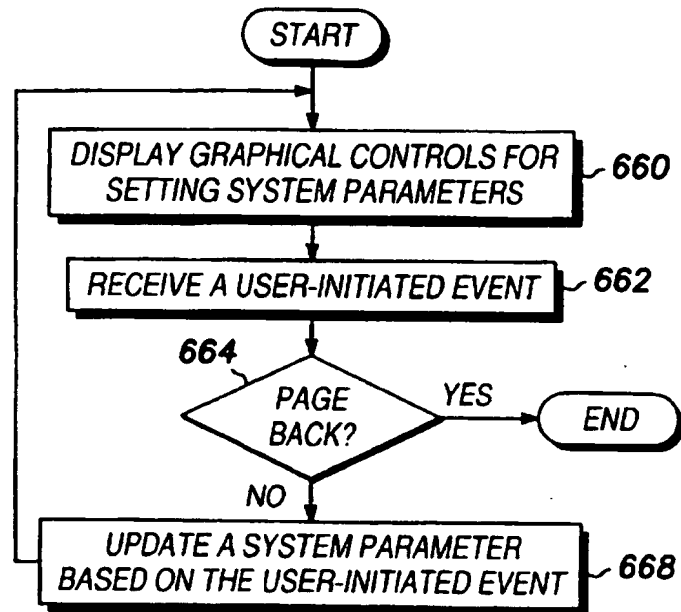 START
DISPLAY GRAPHICAL CONTROLS FOR
SETTING SYSTEM PARAMETERS
660
RECEIVE A USER-INITIATED EVENT
662
664
PAGE
BACK?
YES
END
NO
UPDATE A SYSTEM PARAMETER
BASED ON THE USER-INITIATED EVENT
668